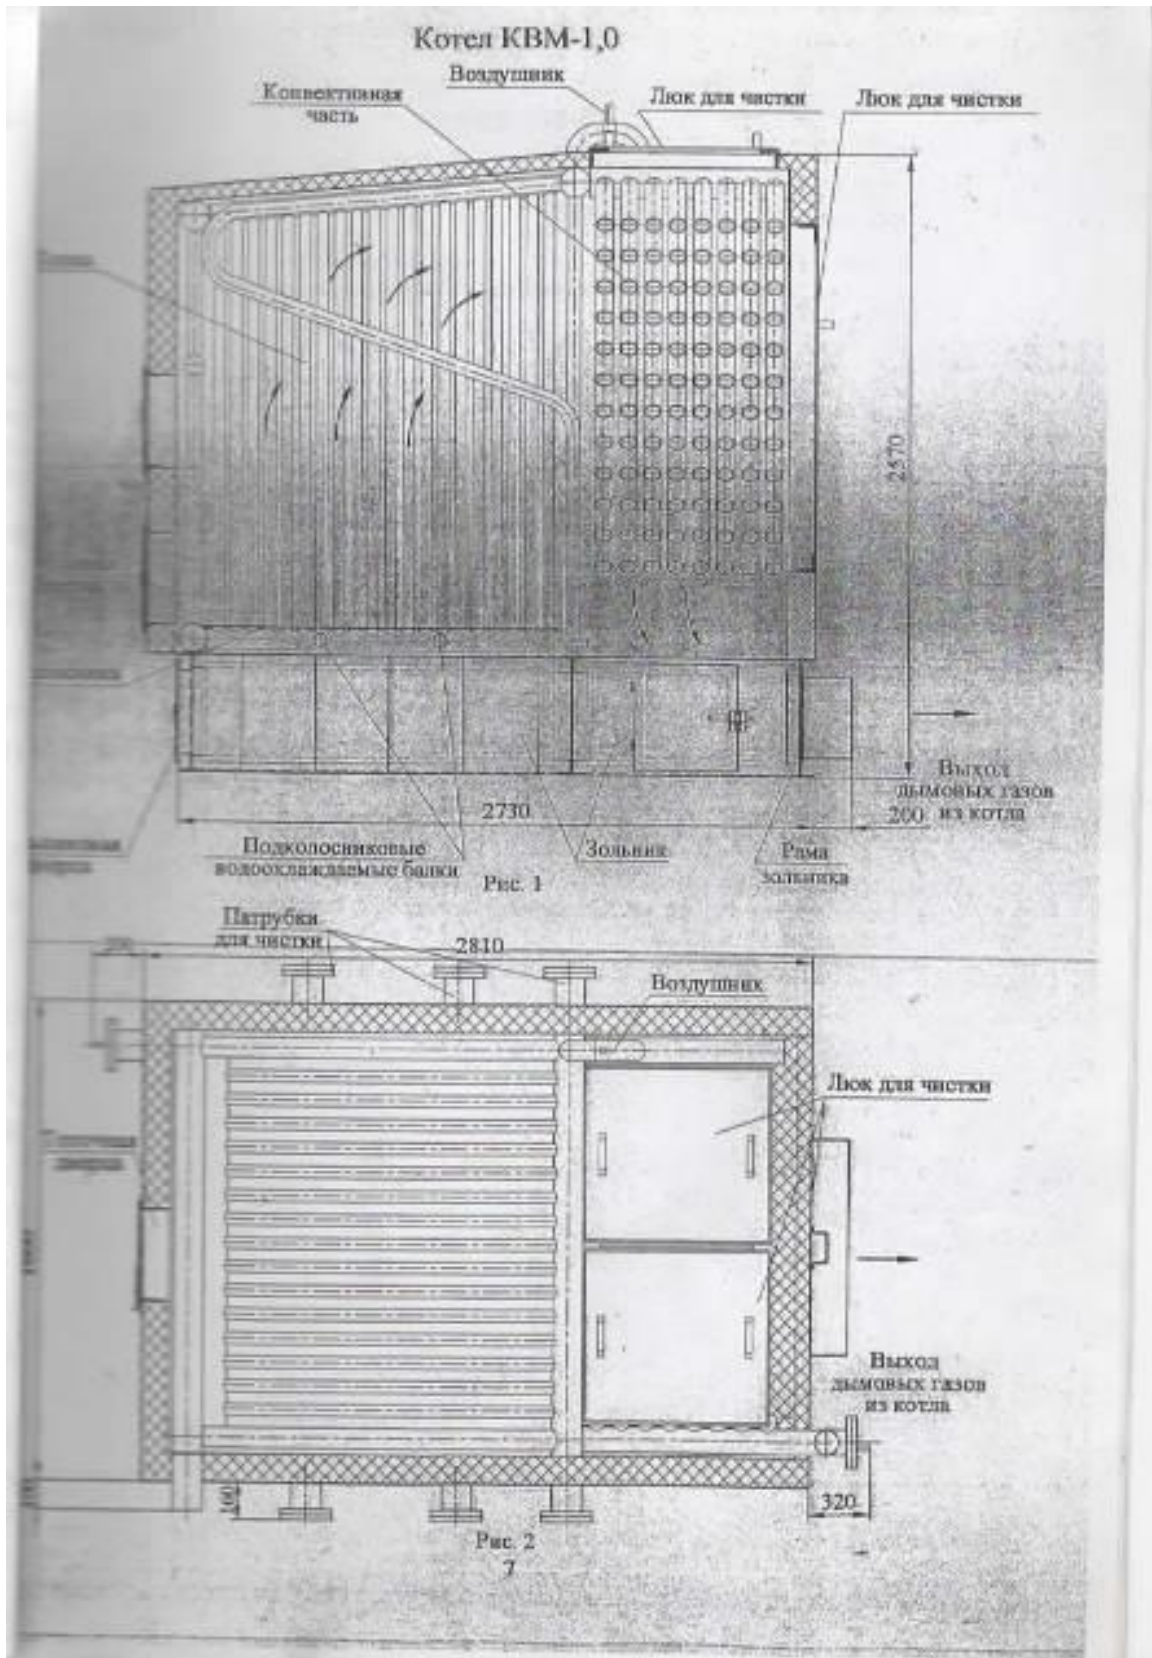 Котел КВМ-1,0
Воздушник
Конвективная
часть
Люк для чистки
Люк для чистки
2570
Выход
дымовых газов
из котла
2730
200
Подколосниковые
водоохлаждаемые балки
Зольник
Рама
зольника
Рис. 1
Патрубки
для чистки
2810
Воздушник
Люк для чистки
Выход
дымовых газов
из котла
160
320
Рис. 2
7